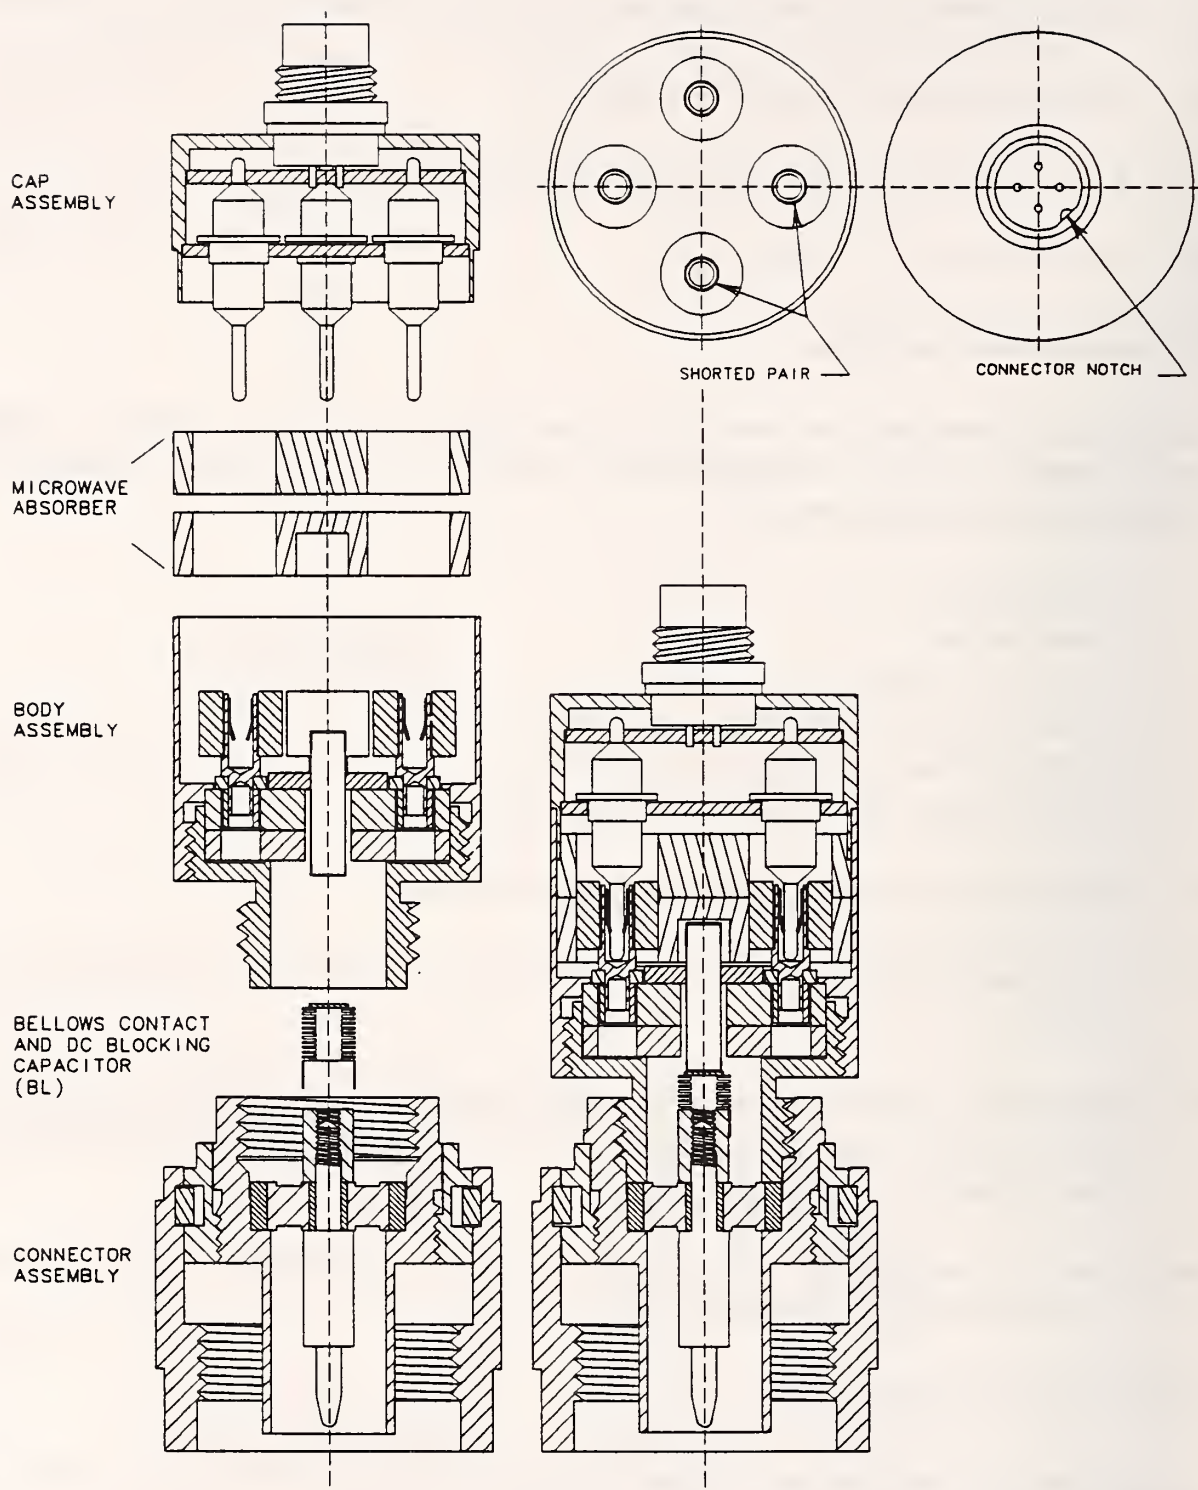 CAP
ASSEMBLY
SHORTED PAIR
CONNECTOR NOTCH
MICROWAVE
ABSORBER
BODY
ASSEMBLY
BELLOWS CONTACT
AND DC BLOCKING
CAPACITOR
(BL)
CONNECTOR
ASSEMBLY